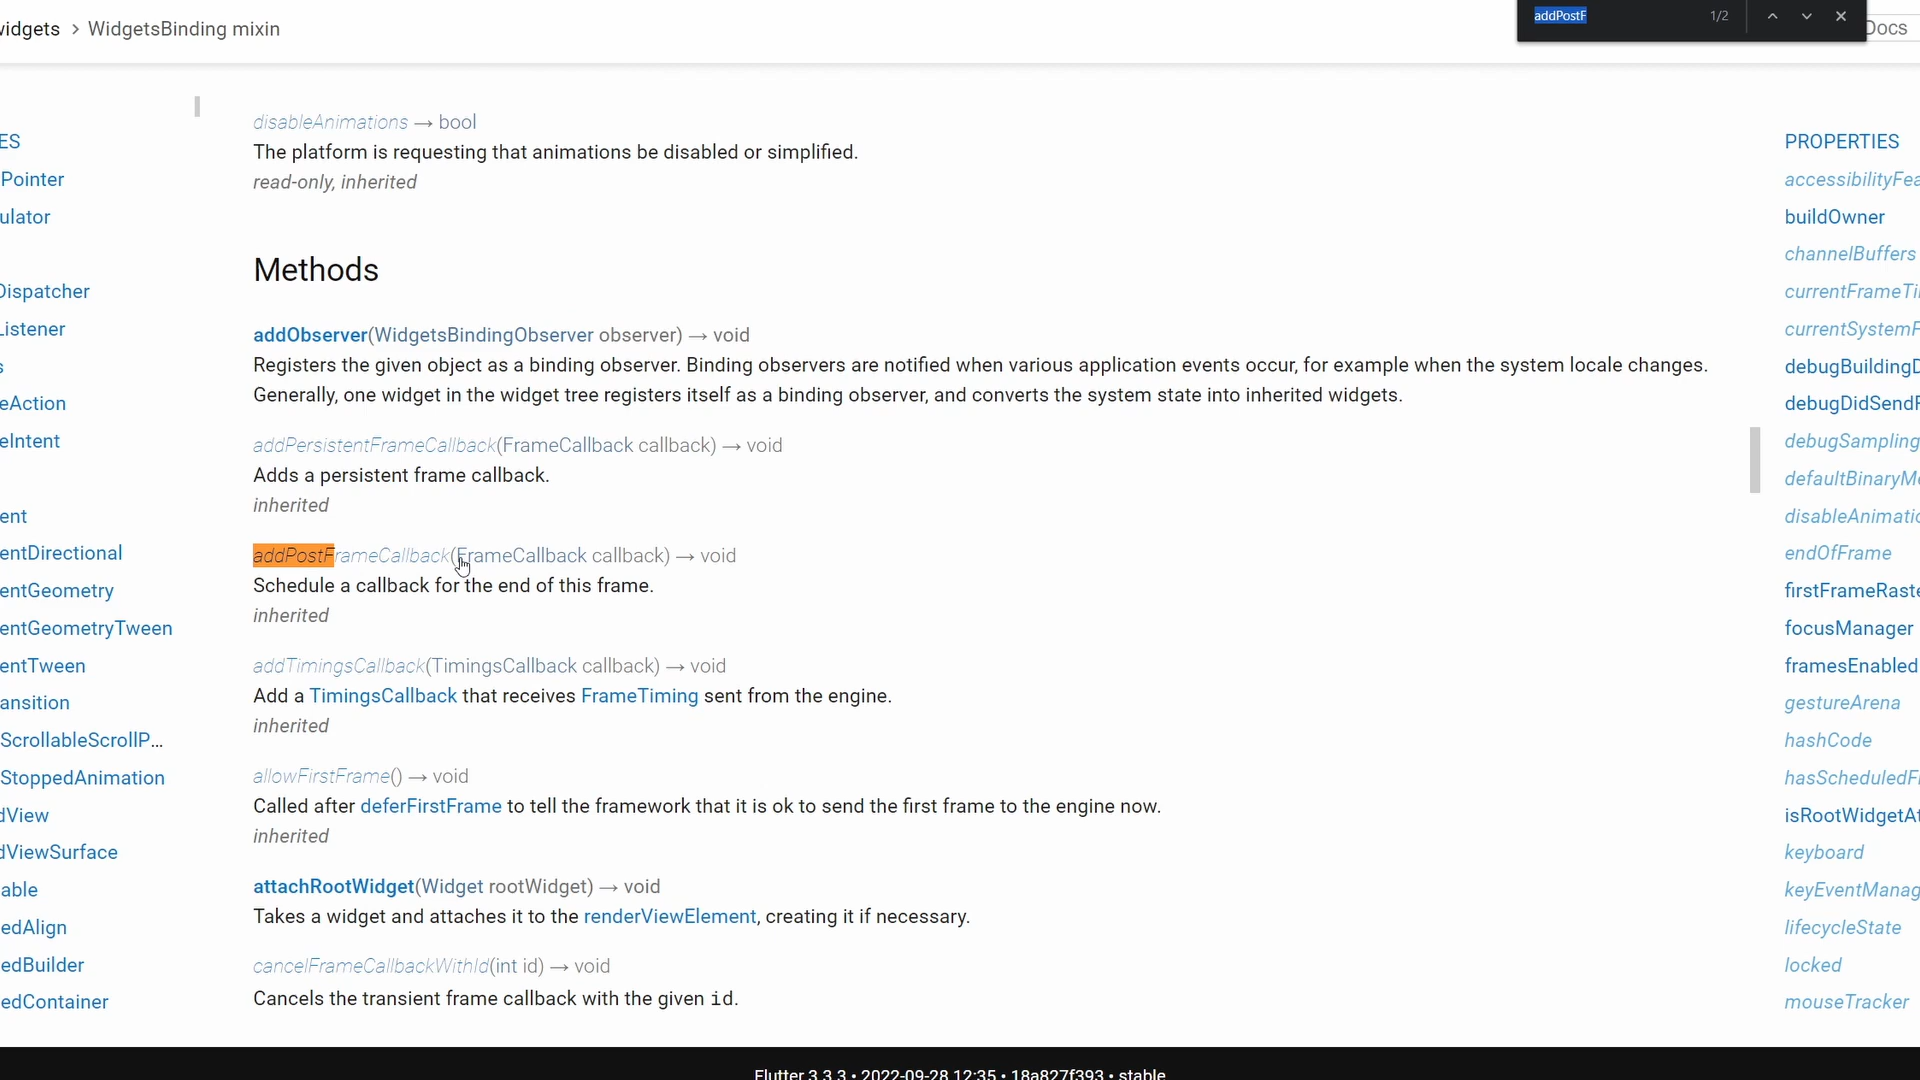 widgets > WidgetsBinding mixin
addPostF 1/2
Docs
ES
Pointer
ulator
Dispatcher
Listener
s
eAction
eIntent
ent
entDirectional
entGeometry
entGeometryTween
entTween
ansition
ScrollableScrollP...
StoppedAnimation
dView
dViewSurface
able
edAlign
edBuilder
edContainer
disableAnimations → bool
The platform is requesting that animations be disabled or simplified.
read-only, inherited
Methods
addObserver(WidgetsBindingObserver observer) → void
Registers the given object as a binding observer. Binding observers are notified when various application events occur, for example when the system locale changes.
Generally, one widget in the widget tree registers itself as a binding observer, and converts the system state into inherited widgets.
addPersistentFrameCallback(FrameCallback callback) → void
Adds a persistent frame callback.
inherited
addPostFrameCallback(FrameCallback callback) → void
Schedule a callback for the end of this frame.
inherited
addTimingsCallback(TimingsCallback callback) → void
Add a TimingsCallback that receives FrameTiming sent from the engine.
inherited
allowFirstFrame() → void
Called after deferFirstFrame to tell the framework that it is ok to send the first frame to the engine now.
inherited
attachRootWidget(Widget rootWidget) → void
Takes a widget and attaches it to the renderViewElement, creating it if necessary.
cancelFrameCallbackWithId(int id) → void
Cancels the transient frame callback with the given id.
PROPERTIES
accessibilityFea
buildOwner
channelBuffers
currentFrameTi
currentSystemF
debugBuildingD
debugDidSendF
debugSampling
defaultBinaryMe
disableAnimatio
endOfFrame
firstFrameRaste
focusManager
framesEnabled
gestureArena
hashCode
hasScheduledF
isRootWidgetAt
keyboard
keyEventManag
lifecycleState
locked
mouseTracker
Flutter 3.3.3 • 2022-09-28 12:35 • 18a827f393 • stable